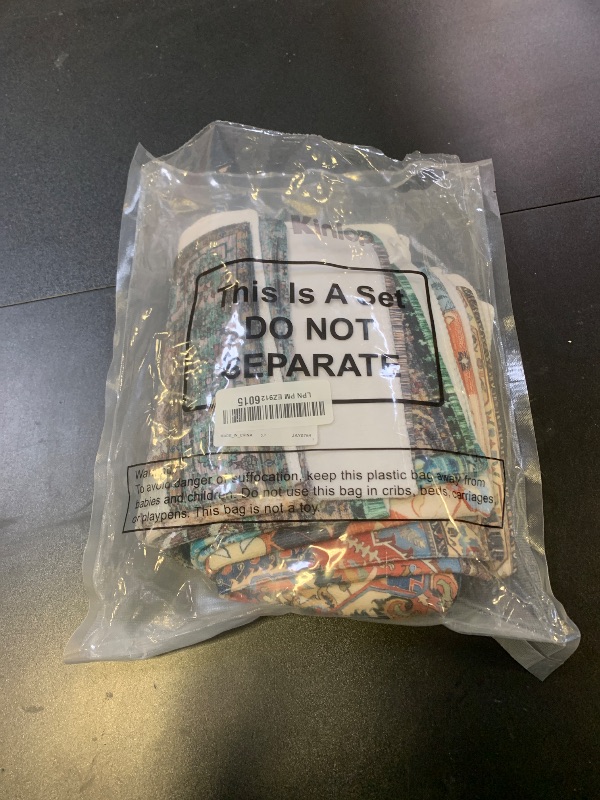 This Is A Set
DO NOT
SEPARATE
LPN PM EZ9126015
Warning:
To avoid danger of suffocation, keep this plastic bag away from
babies and children. Do not use this bag in cribs, beds, carriages,
or playpens. This bag is not a toy.